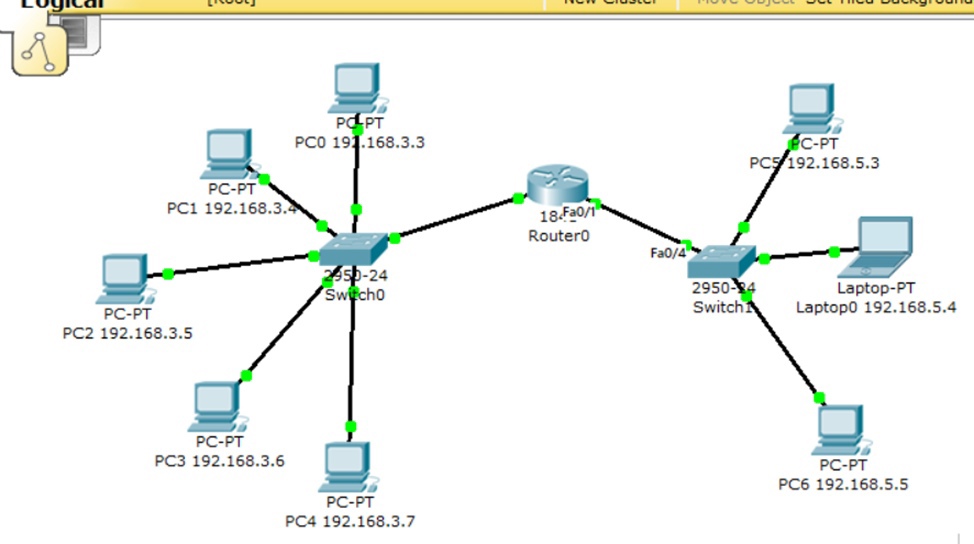 Logical
[Root]
New Cluster
Move Object
Set Tiled Background
PC-PT
PC0 192.168.3.3
PC-PT
PC1 192.168.3.4
PC-PT
PC2 192.168.3.5
PC-PT
PC3 192.168.3.6
PC-PT
PC4 192.168.3.7
2950-24
Switch0
Fa0/1
Router0
Fa0/4
2950-24
Switch1
PC-PT
PC5 192.168.5.3
Laptop-PT
Laptop0 192.168.5.4
PC-PT
PC6 192.168.5.5